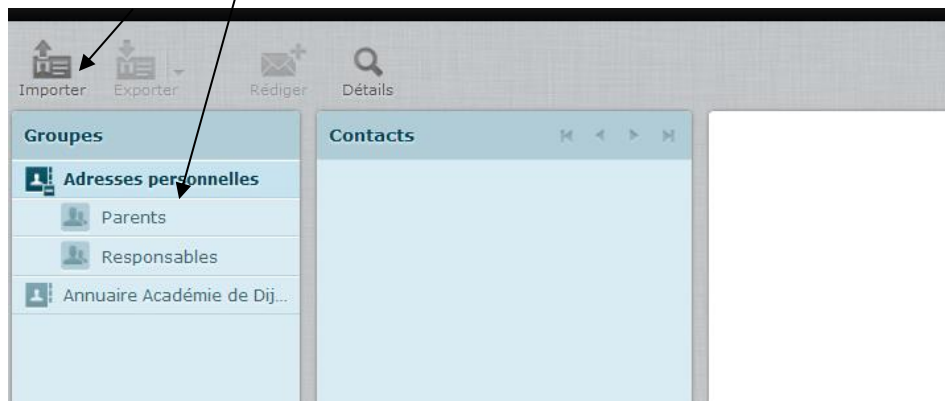 Importer Exporter Rédiger Détails
Groupes
Adresses personnelles
Parents
Responsables
Annuaire Académie de Dij...
Contacts